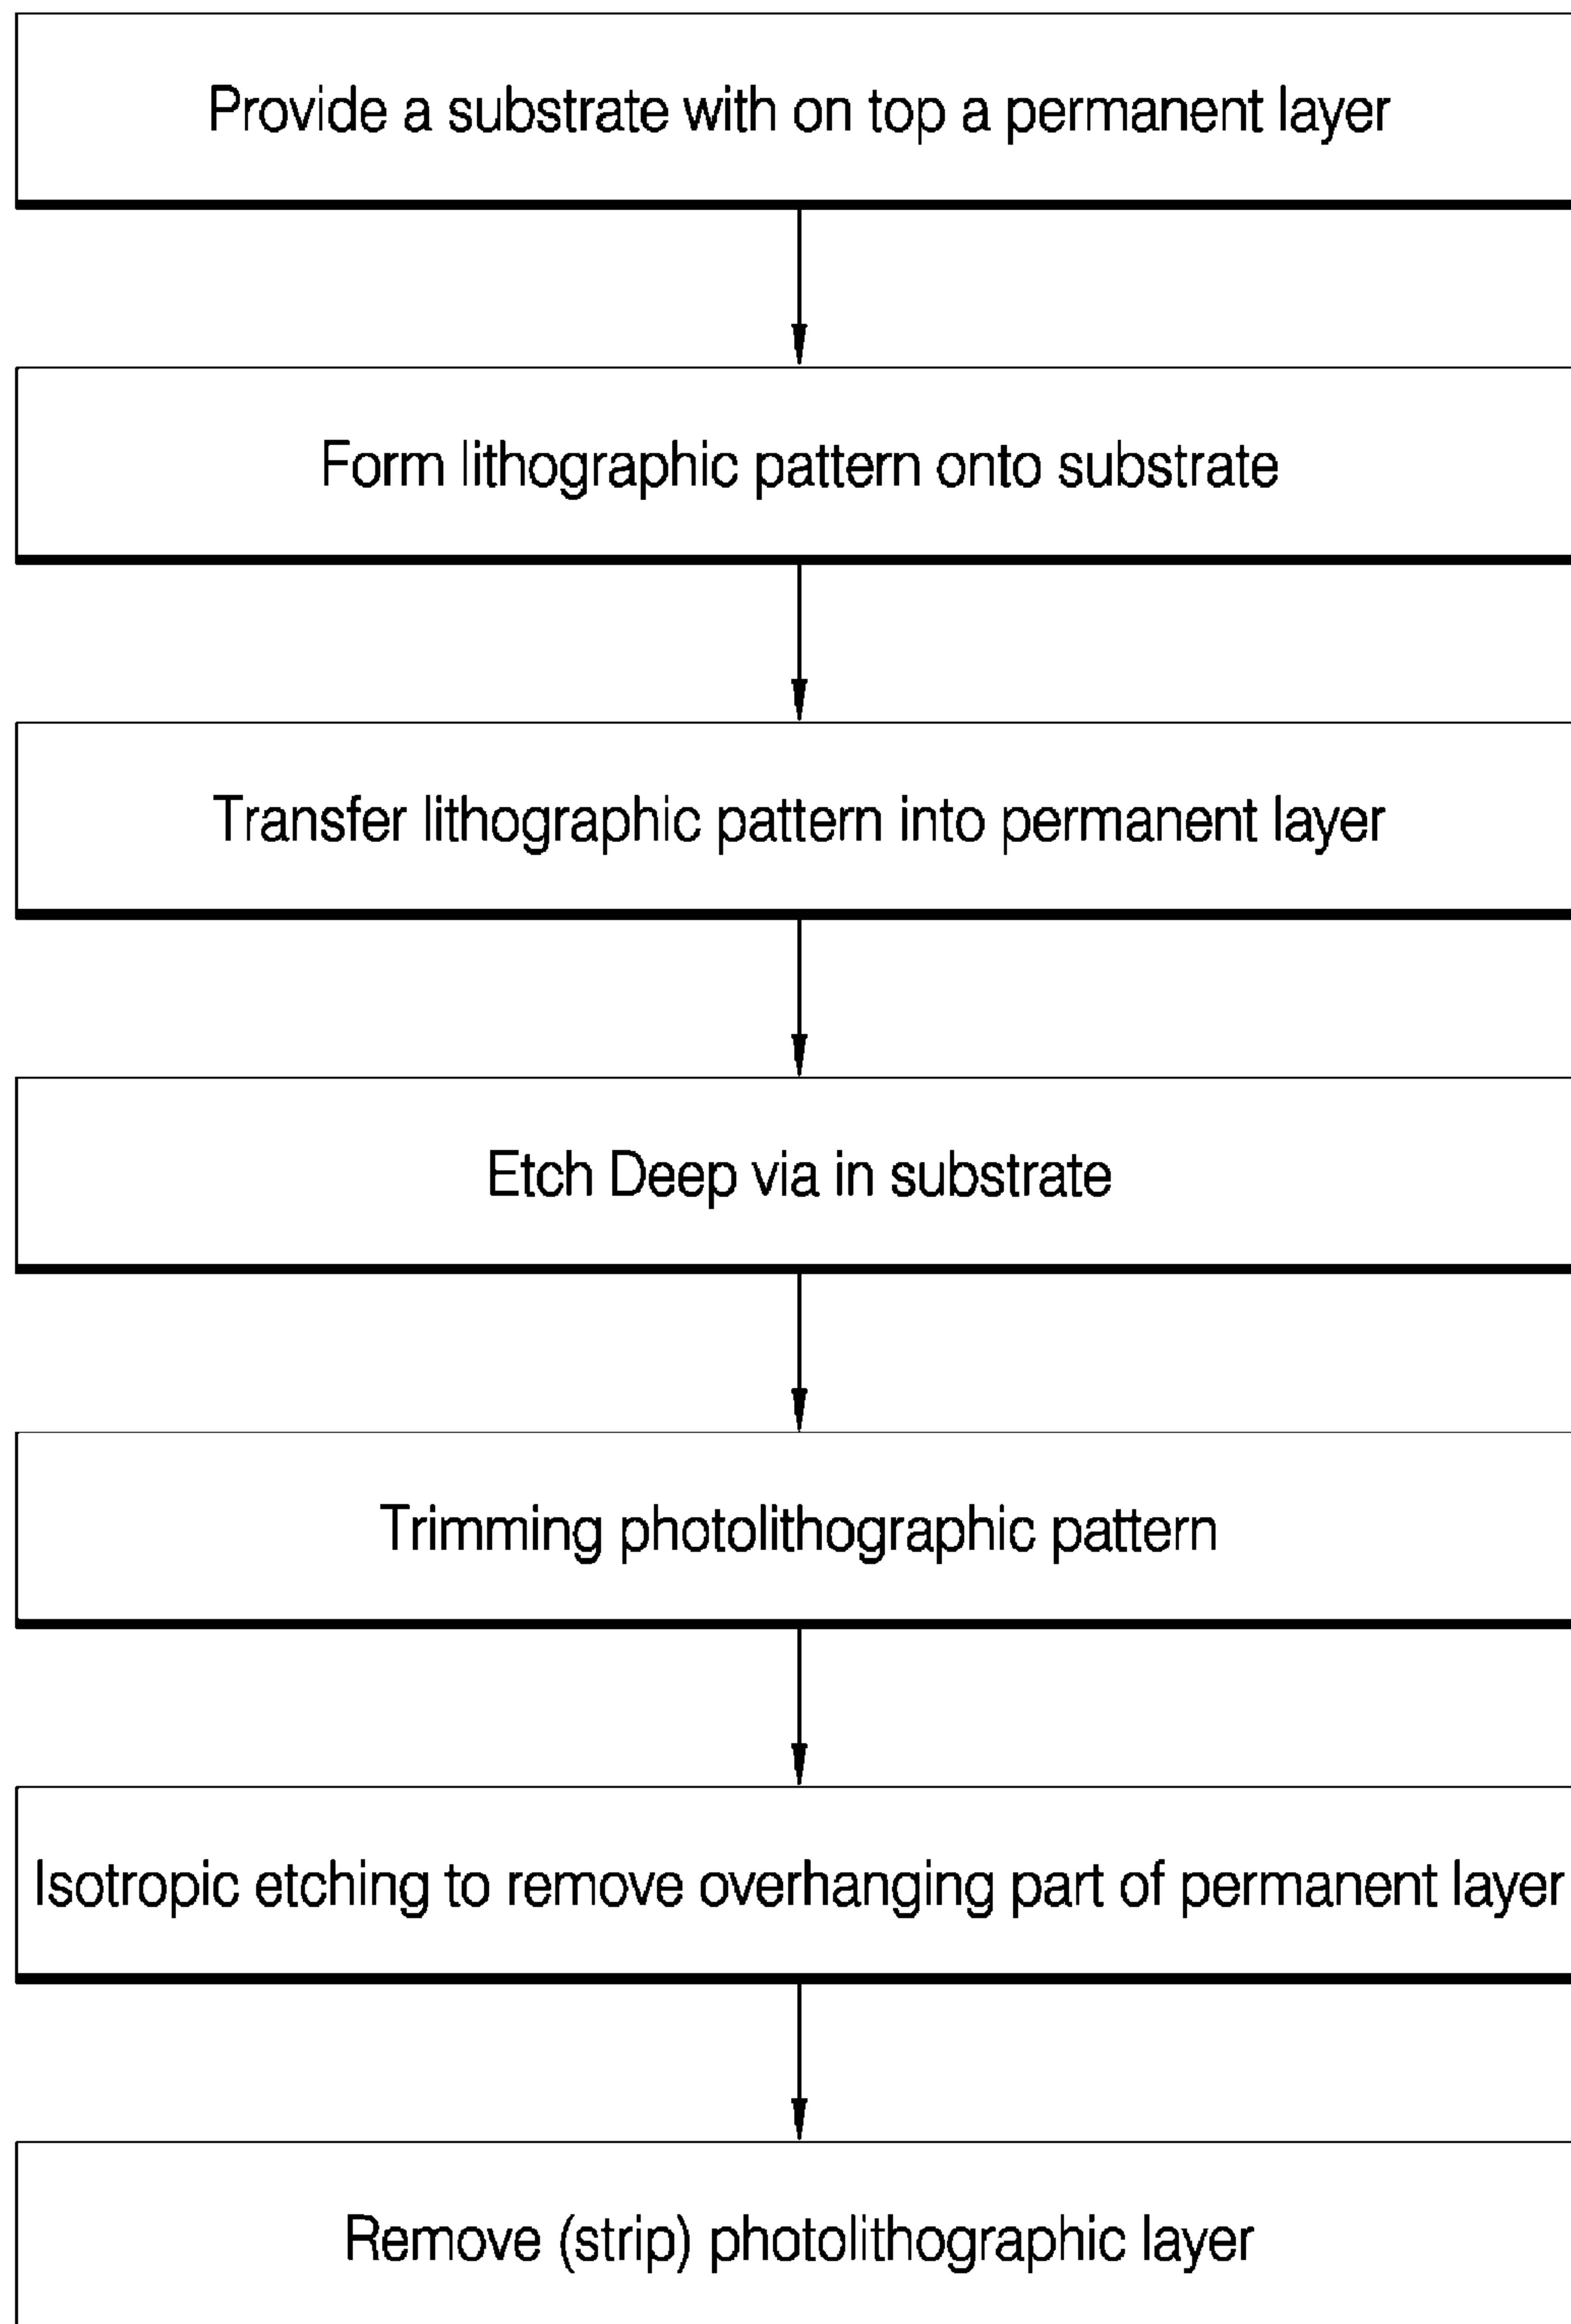 Provide a substrate with on top a permanent layer
Form lithographic pattern onto substrate
Transfer lithographic pattern into permanent layer
Etch Deep via in substrate
Trimming photolithographic pattern
Isotropic etching to remove overhanging part of permanent layer
Remove (strip) photolithographic layer